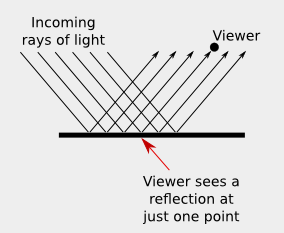 Incoming
rays of light
Viewer
Viewer sees a
reflection at
just one point